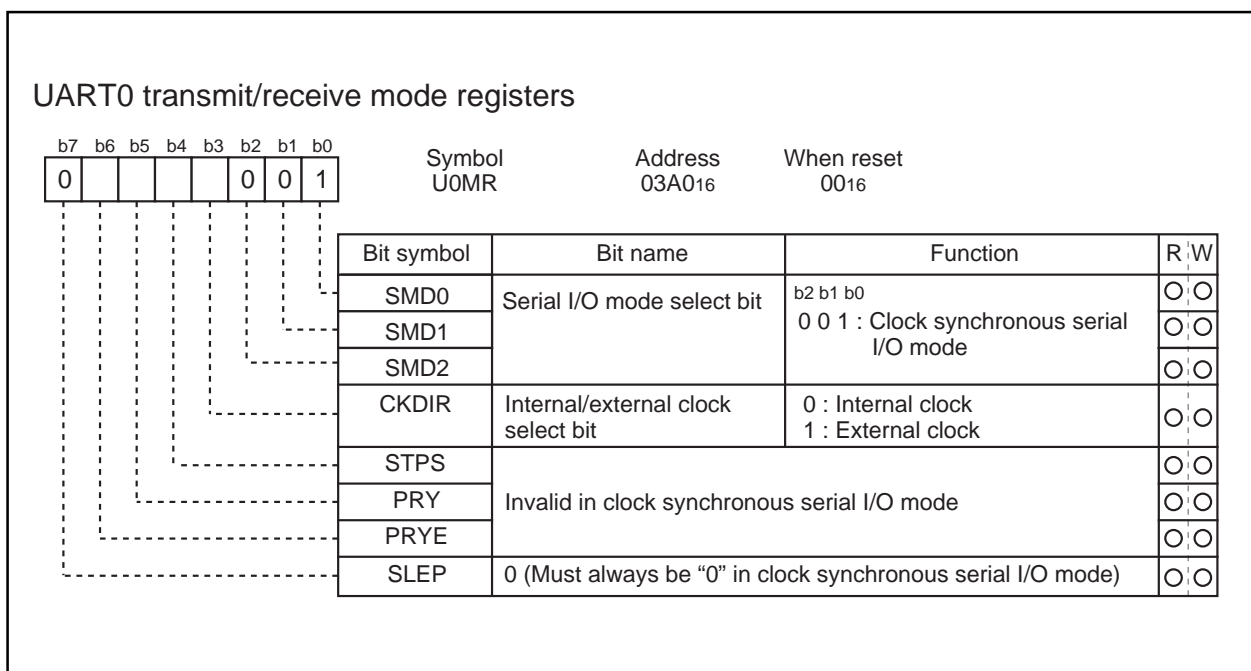 UART0 transmit/receive mode registers
b7 b6 b5 b4 b3 b2 b1 b0
0 0 0 1
Symbol Address When reset
U0MR 03A016 0016
Bit symbol Bit name Function R W
SMD0 Serial I/O mode select bit b2 b1 b0
SMD1 0 0 1 : Clock synchronous serial
I/O mode
SMD2
CKDIR Internal/external clock 0 : Internal clock
select bit 1 : External clock
STPS
PRY Invalid in clock synchronous serial I/O mode
PRYE
SLEP 0 (Must always be “0” in clock synchronous serial I/O mode)